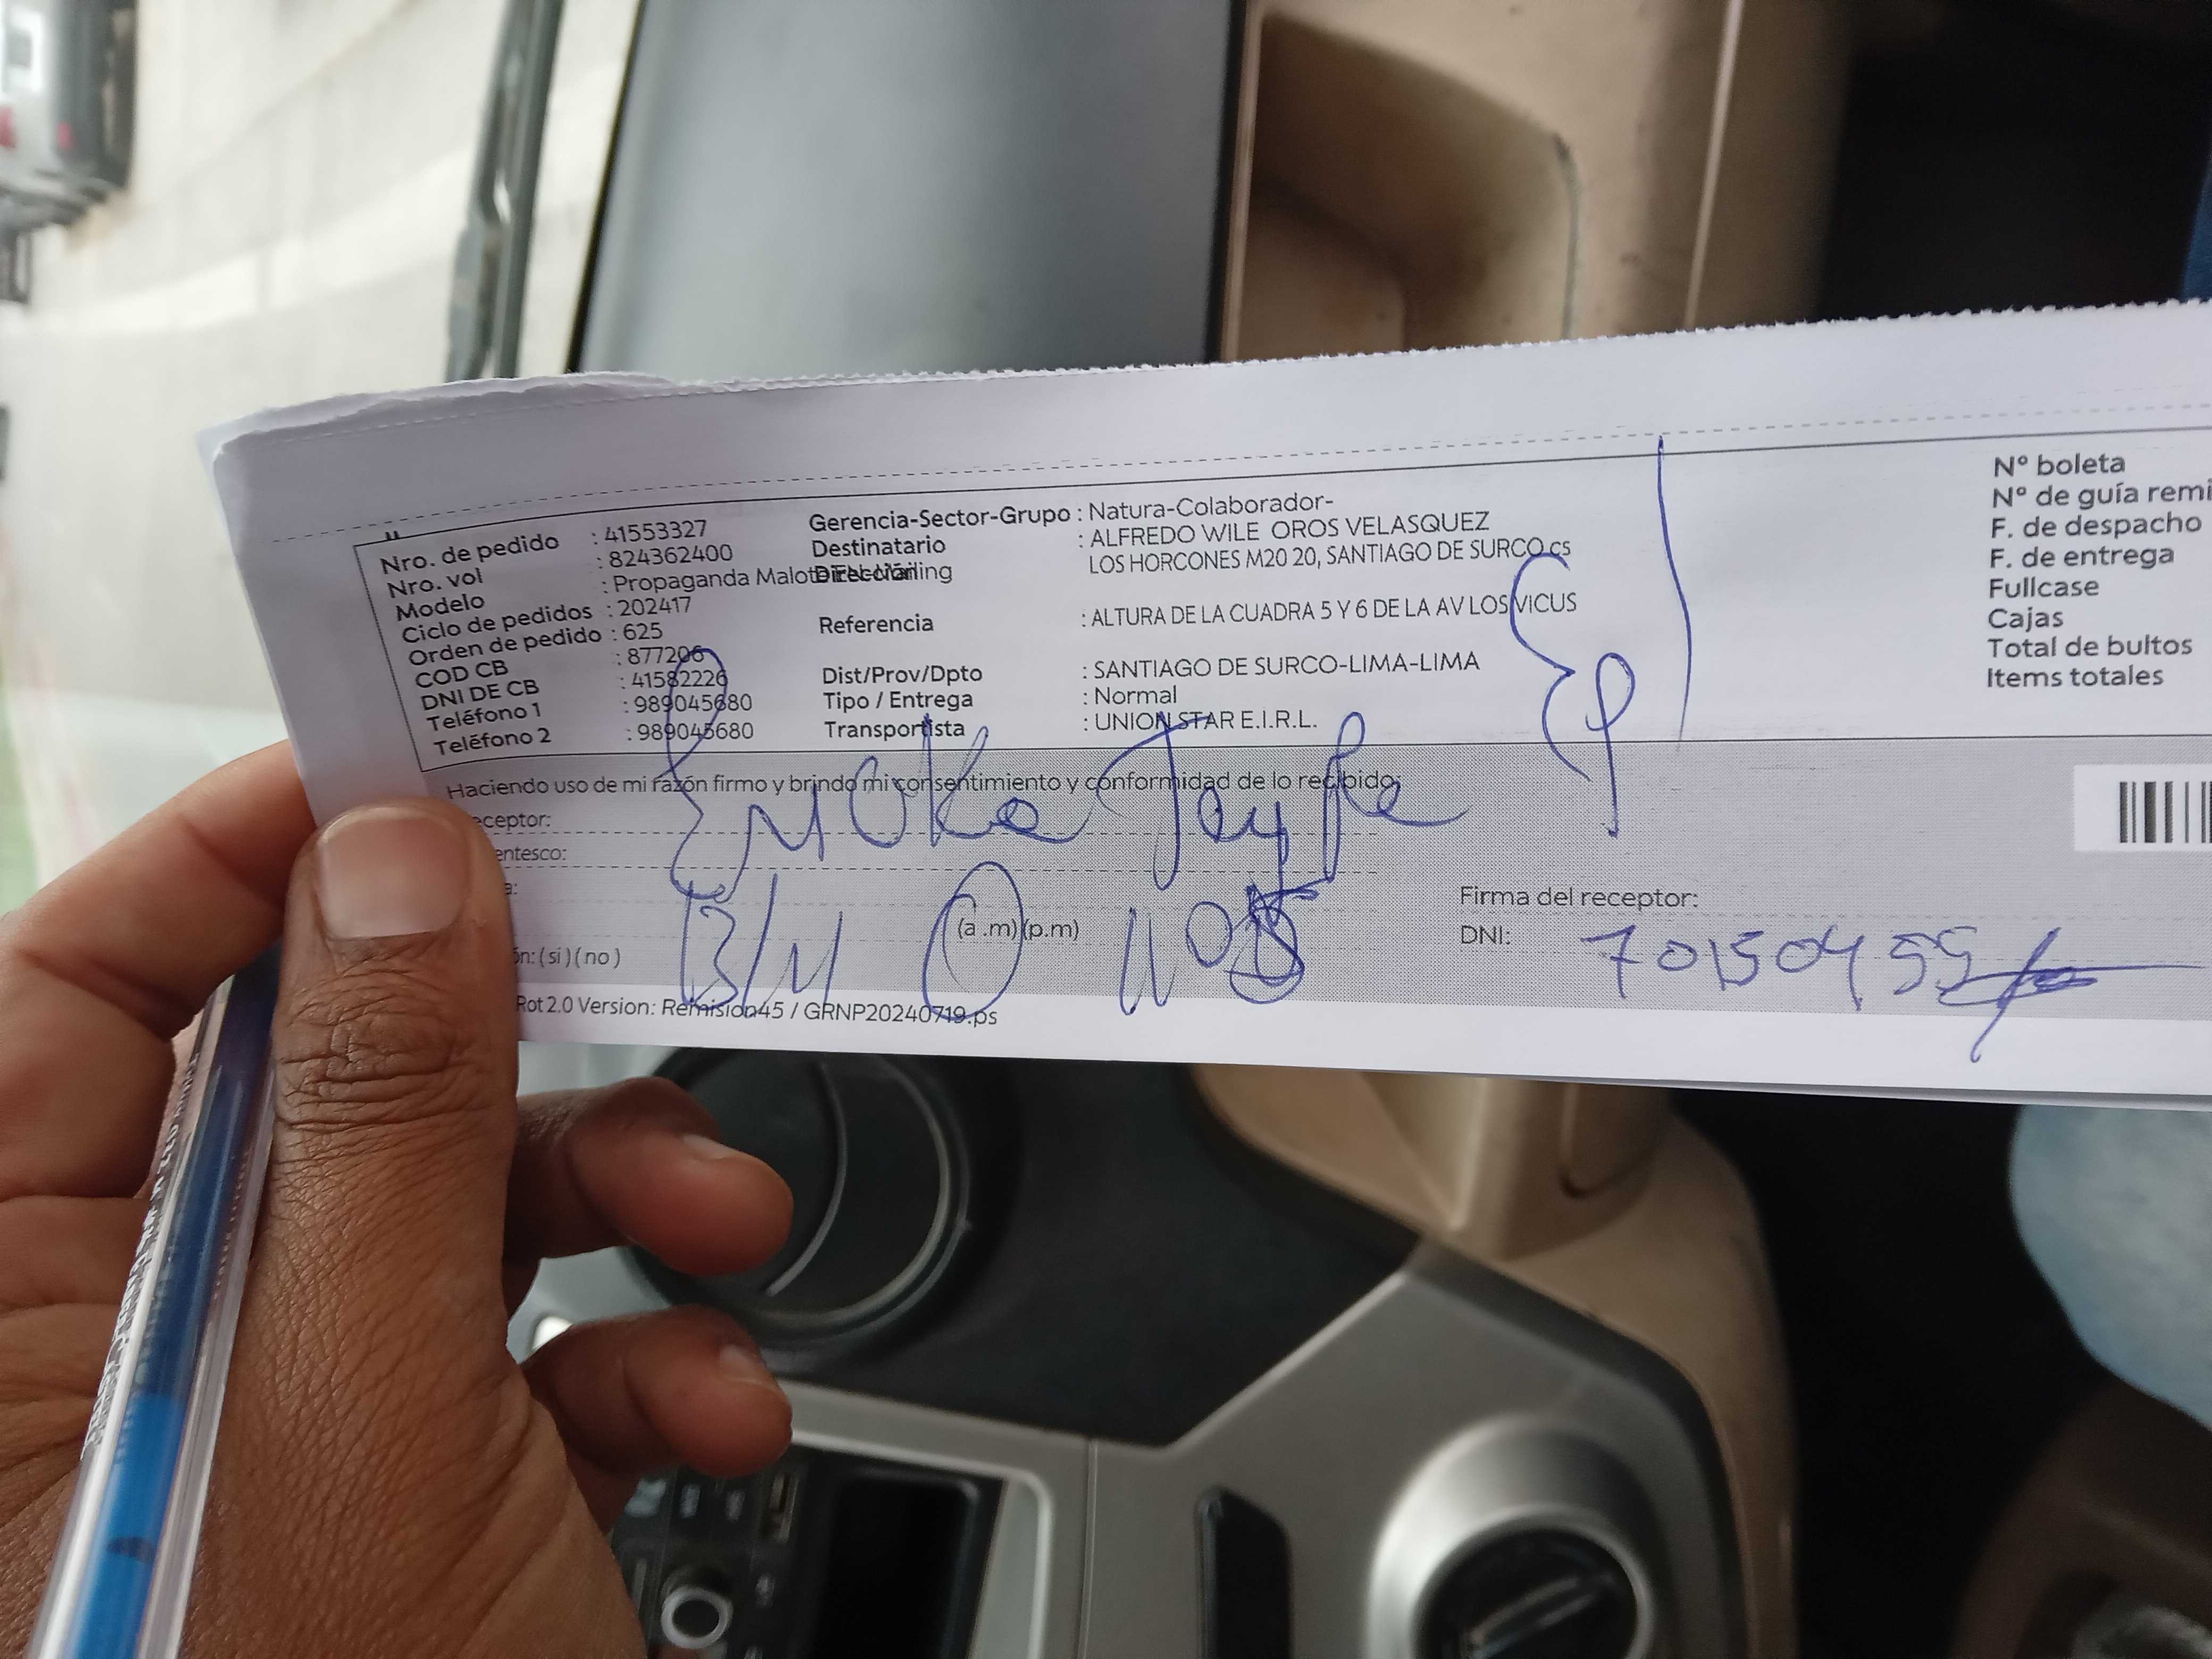 Nro. de pedido : 41553327
Nro. vol : 824362400
Modelo : Propaganda Malote
Ciclo de pedidos : 202417
Orden de pedido : 625
COD CB : 877206
DNI DE CB : 41582226
Teléfono 1 : 989045680
Teléfono 2 : 989045680
Gerencia-Sector-Grupo : Natura-Colaborador-
Destinatario : ALFREDO WILE OROS VELASQUEZ
Dirección LOS HORCONES M20 20, SANTIAGO DE SURCO cs
Referencia : ALTURA DE LA CUADRA 5 Y 6 DE LA AV LOS VICUS
Dist/Prov/Dpto : SANTIAGO DE SURCO-LIMA-LIMA
Tipo / Entrega : Normal
Transportista : UNION STAR E.I.R.L.
Nº boleta
Nº de guía remi
F. de despacho
F. de entrega
Fullcase
Cajas
Total de bultos
Items totales
Haciendo uso de mi razón firmo y brindo mi consentimiento y conformidad de lo recibido:
eceptor:
entesco:
a:
(a .m) (p.m)
ón: ( sí ) ( no )
Firma del receptor:
DNI: 70150455
Rot 2.0 Version: Remision45 / GRNP20240719.ps